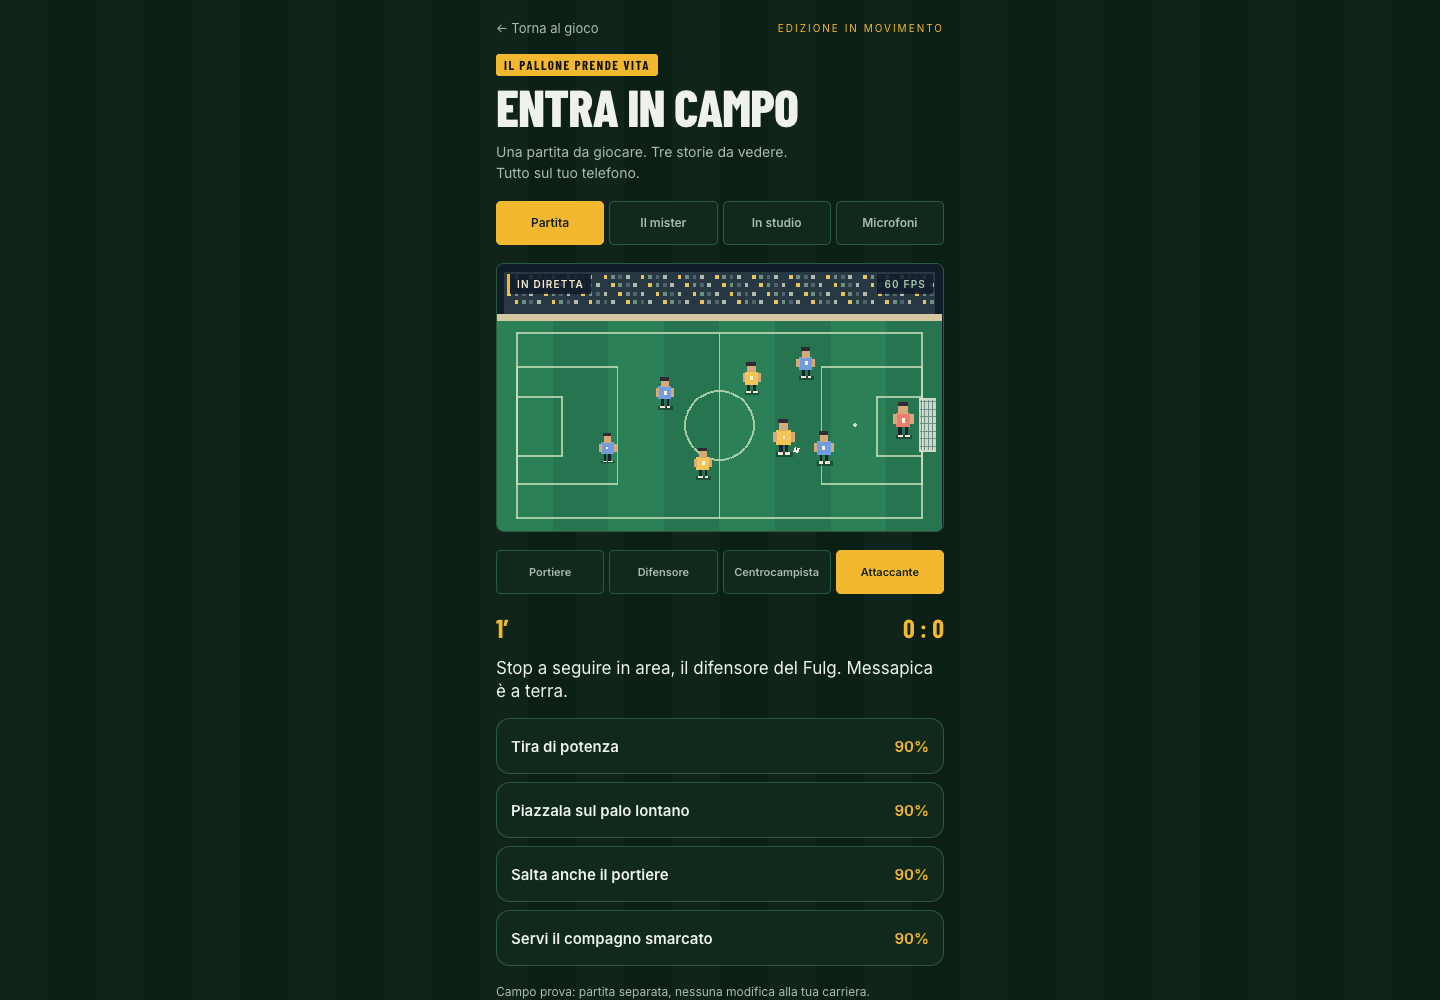 ← Torna al gioco
EDIZIONE IN MOVIMENTO
IL PALLONE PRENDE VITA
ENTRA IN CAMPO
Una partita da giocare. Tre storie da vedere.
Tutto sul tuo telefono.
Partita
Il mister
In studio
Microfoni
IN DIRETTA
60 FPS
Portiere
Difensore
Centrocampista
Attaccante
1'
0 : 0
Stop a seguire in area, il difensore del Fulg. Messapica
è a terra.
Tira di potenza
90%
Piazzala sul palo lontano
90%
Salta anche il portiere
90%
Servi il compagno smarcato
90%
Campo prova: partita separata, nessuna modifica alla tua carriera.